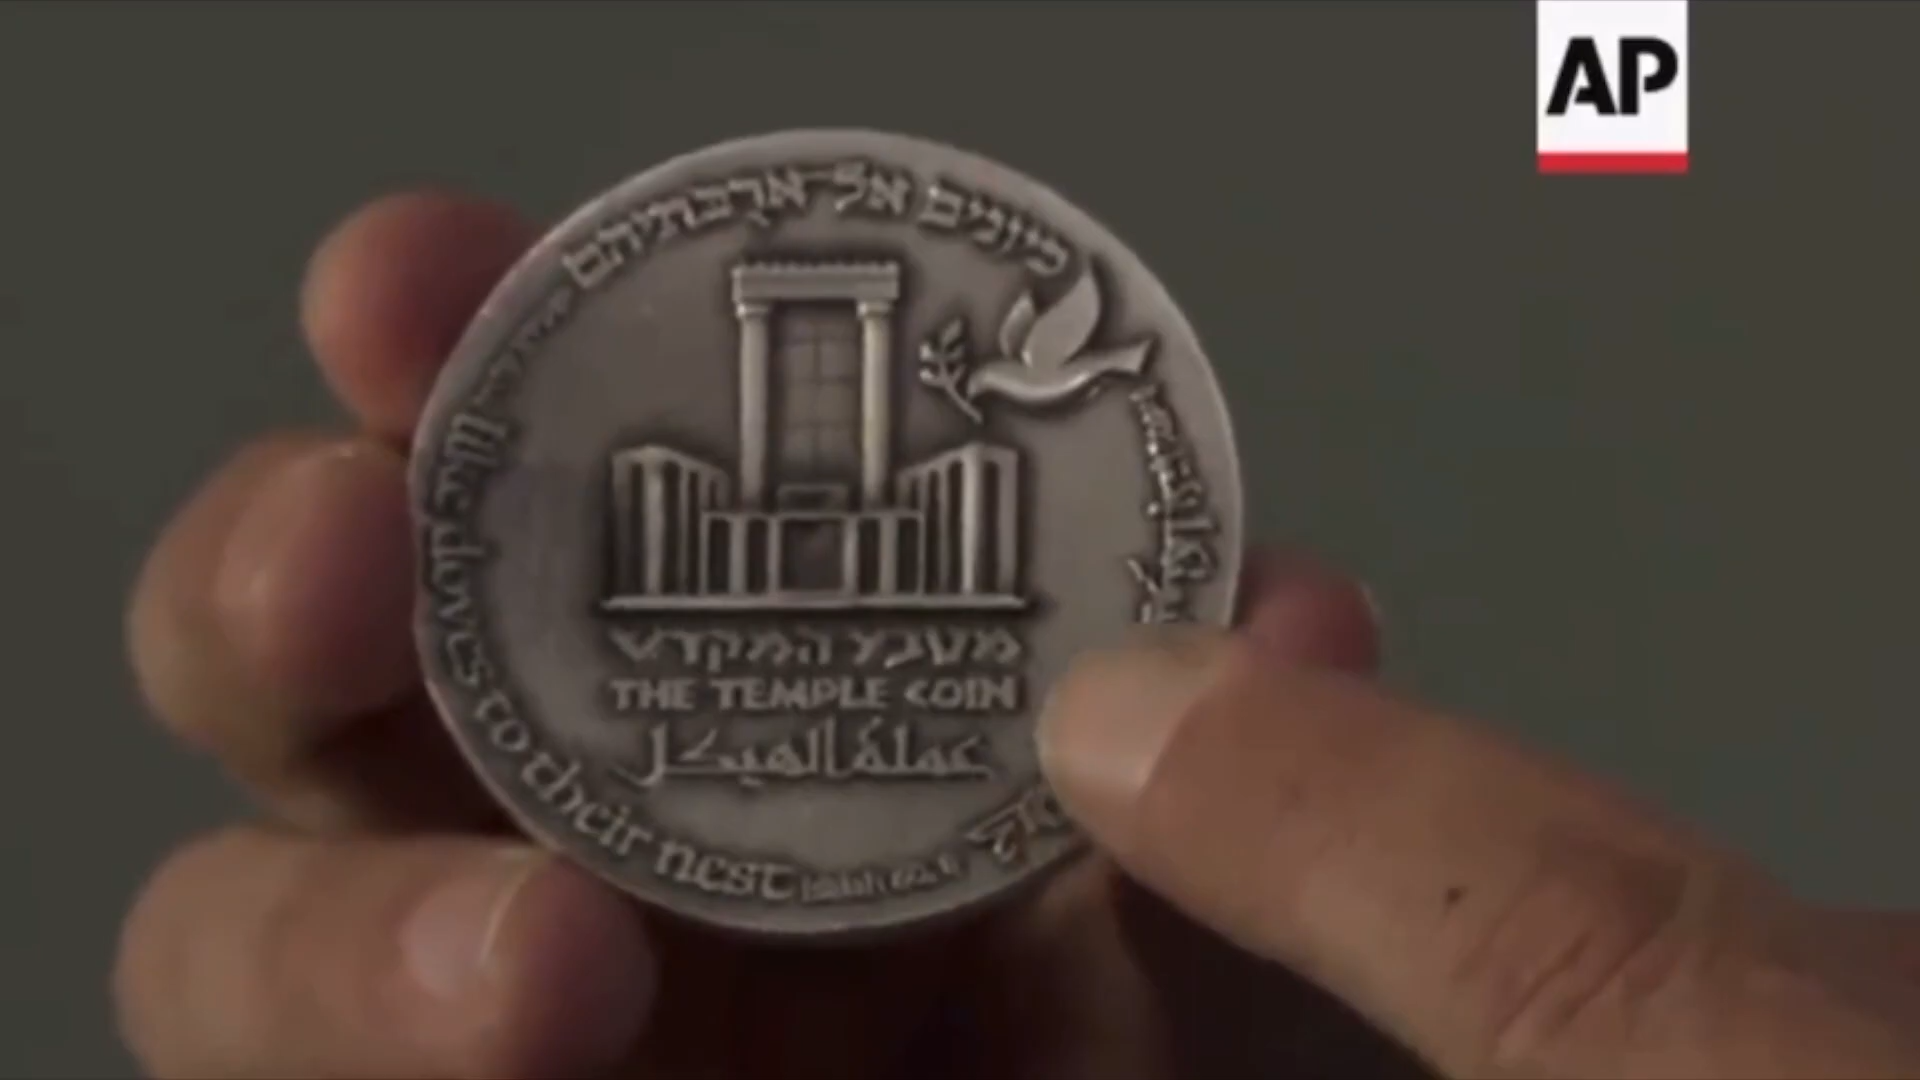 AP
כיונים אל-ארבתיהם
מטבע המקדש
THE TEMPLE COIN
عملة الهيكل
...like doves to their nest